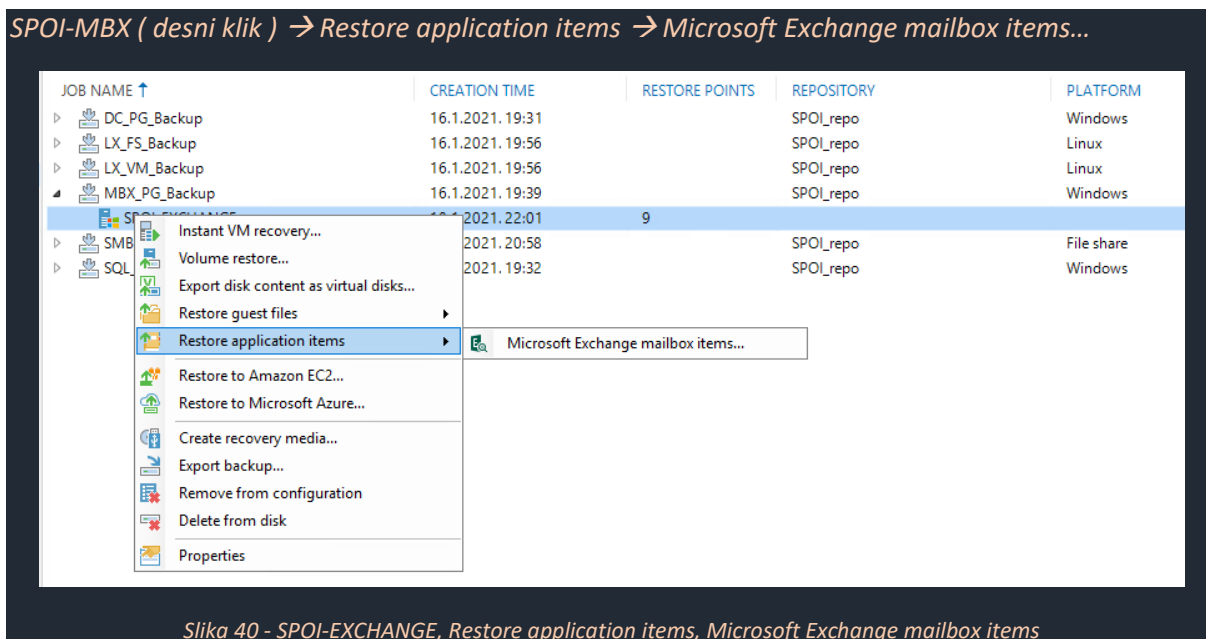 SPOI-MBX ( desni klik ) → Restore application items → Microsoft Exchange mailbox items…
JOB NAME ↑ CREATION TIME RESTORE POINTS REPOSITORY PLATFORM
DC_PG_Backup 16.1.2021. 19:31 SPOI_repo Windows
LX_FS_Backup 16.1.2021. 19:56 SPOI_repo Linux
LX_VM_Backup 16.1.2021. 19:56 SPOI_repo Linux
MBX_PG_Backup 16.1.2021. 19:39 SPOI_repo Windows
2021. 22:01 9
SMB 2021. 20:58 SPOI_repo File share
SQL_ 2021. 19:32 SPOI_repo Windows
Instant VM recovery...
Volume restore...
Export disk content as virtual disks...
Restore guest files
Restore application items
Microsoft Exchange mailbox items...
Restore to Amazon EC2...
Restore to Microsoft Azure...
Create recovery media...
Export backup...
Remove from configuration
Delete from disk
Properties
Slika 40 - SPOI-EXCHANGE, Restore application items, Microsoft Exchange mailbox items